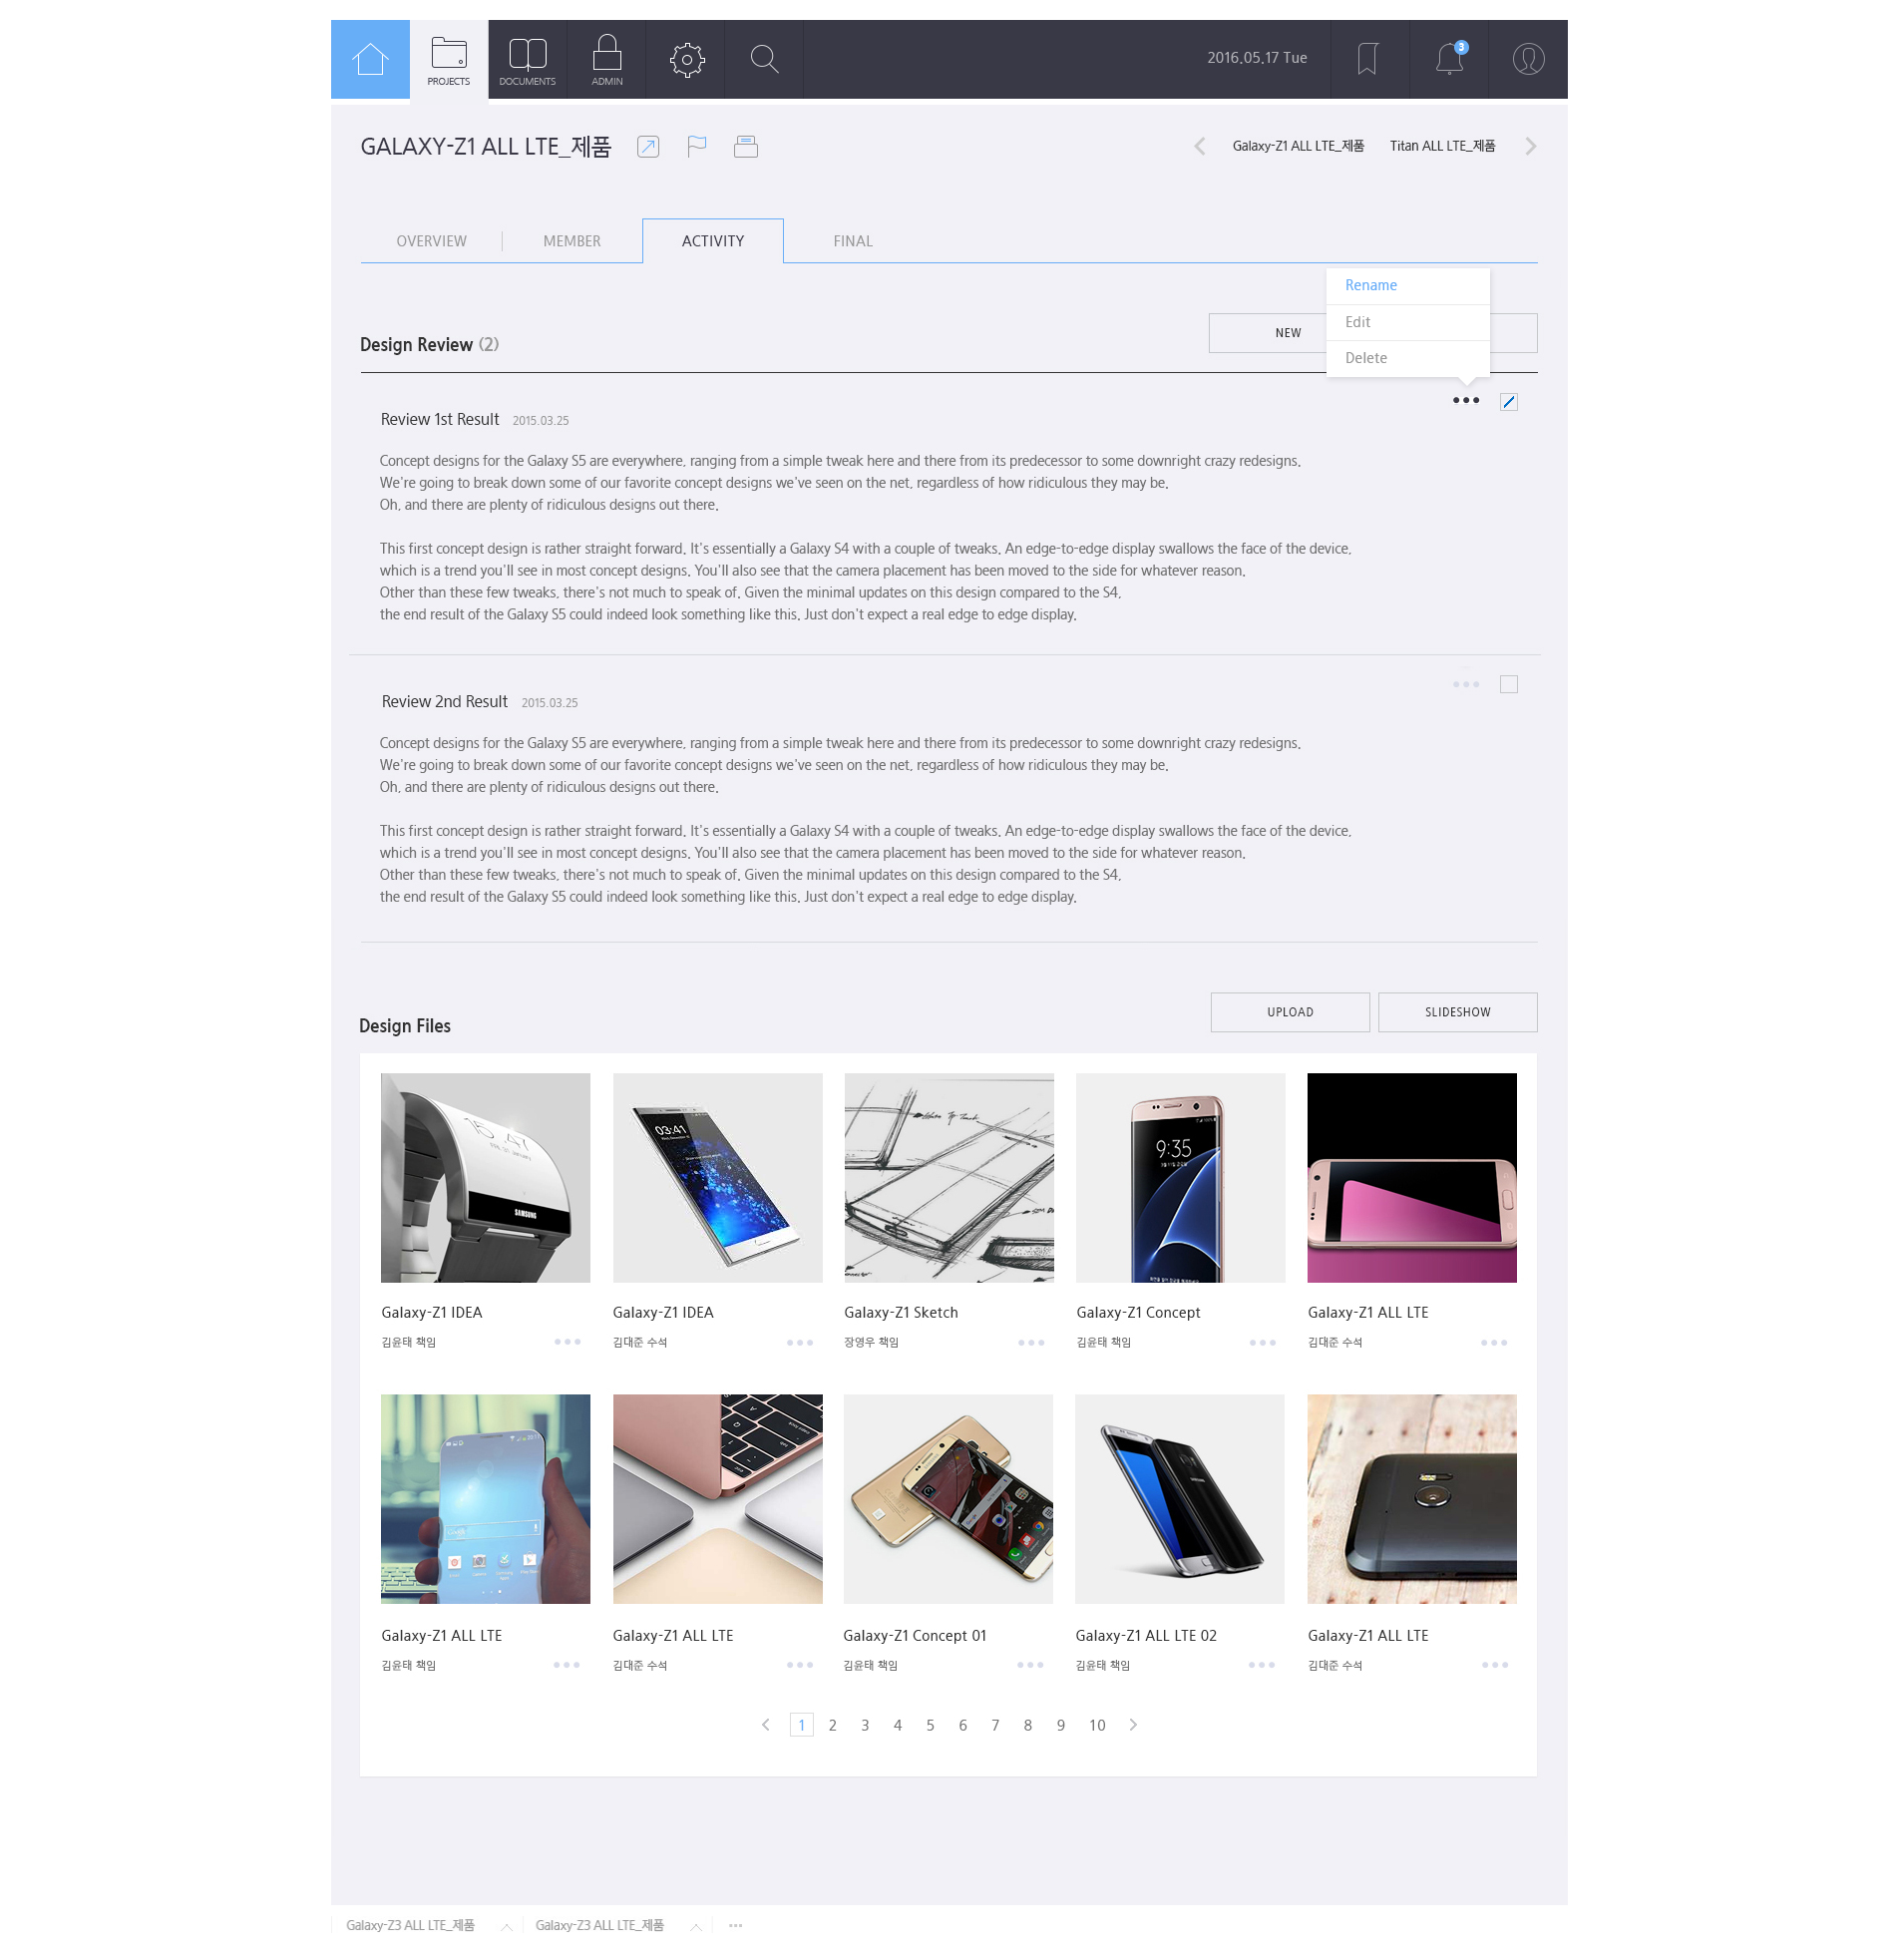 PROJECTS
DOCUMENTS
ADMIN
2016.05.17 Tue
3
GALAXY-Z1 ALL LTE_제품
Galaxy-Z1 ALL LTE_제품
Titan ALL LTE_제품
OVERVIEW
MEMBER
ACTIVITY
FINAL
Rename
Edit
Delete
Design Review (2)
NEW
Review 1st Result 2015.03.25
Concept designs for the Galaxy S5 are everywhere, ranging from a simple tweak here and there from its predecessor to some downright crazy redesigns.
We're going to break down some of our favorite concept designs we've seen on the net, regardless of how ridiculous they may be.
Oh, and there are plenty of ridiculous designs out there.
This first concept design is rather straight forward. It's essentially a Galaxy S4 with a couple of tweaks. An edge-to-edge display swallows the face of the device,
which is a trend you'll see in most concept designs. You'll also see that the camera placement has been moved to the side for whatever reason.
Other than these few tweaks, there's not much to speak of. Given the minimal updates on this design compared to the S4,
the end result of the Galaxy S5 could indeed look something like this. Just don't expect a real edge to edge display.
Review 2nd Result 2015.03.25
Concept designs for the Galaxy S5 are everywhere, ranging from a simple tweak here and there from its predecessor to some downright crazy redesigns.
We're going to break down some of our favorite concept designs we've seen on the net, regardless of how ridiculous they may be.
Oh, and there are plenty of ridiculous designs out there.
This first concept design is rather straight forward. It's essentially a Galaxy S4 with a couple of tweaks. An edge-to-edge display swallows the face of the device,
which is a trend you'll see in most concept designs. You'll also see that the camera placement has been moved to the side for whatever reason.
Other than these few tweaks, there's not much to speak of. Given the minimal updates on this design compared to the S4,
the end result of the Galaxy S5 could indeed look something like this. Just don't expect a real edge to edge display.
Design Files
UPLOAD
SLIDESHOW
15:47
SAMSUNG
03:41
9:35
Galaxy-Z1 IDEA
김윤태 책임
Galaxy-Z1 IDEA
김대준 수석
Galaxy-Z1 Sketch
장영우 책임
Galaxy-Z1 Concept
김윤태 책임
Galaxy-Z1 ALL LTE
김대준 수석
Google
Galaxy-Z1 ALL LTE
김윤태 책임
Galaxy-Z1 ALL LTE
김대준 수석
Galaxy-Z1 Concept 01
김윤태 책임
Galaxy-Z1 ALL LTE 02
김윤태 책임
Galaxy-Z1 ALL LTE
김대준 수석
1 2 3 4 5 6 7 8 9 10
Galaxy-Z3 ALL LTE_제품
Galaxy-Z3 ALL LTE_제품